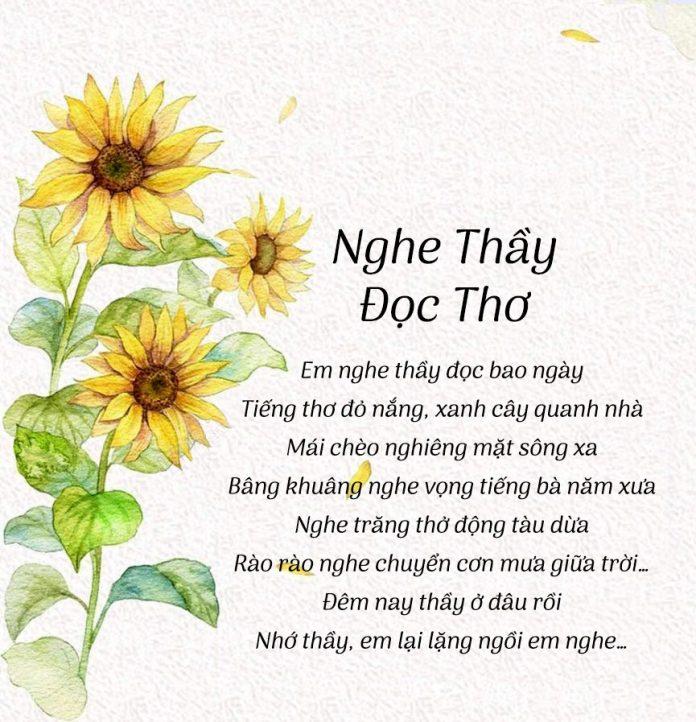 Nghe Thầy
Đọc Thơ
Em nghe thầy đọc bao ngày
Tiếng thơ đỏ nắng, xanh cây quanh nhà
Mái chèo nghiêng mặt sông xa
Bâng khuâng nghe vọng tiếng bà năm xưa
Nghe trăng thở động tàu dừa
Rào rào nghe chuyển cơn mưa giữa trời...
Đêm nay thầy ở đâu rồi
Nhớ thầy, em lại lặng ngồi em nghe...